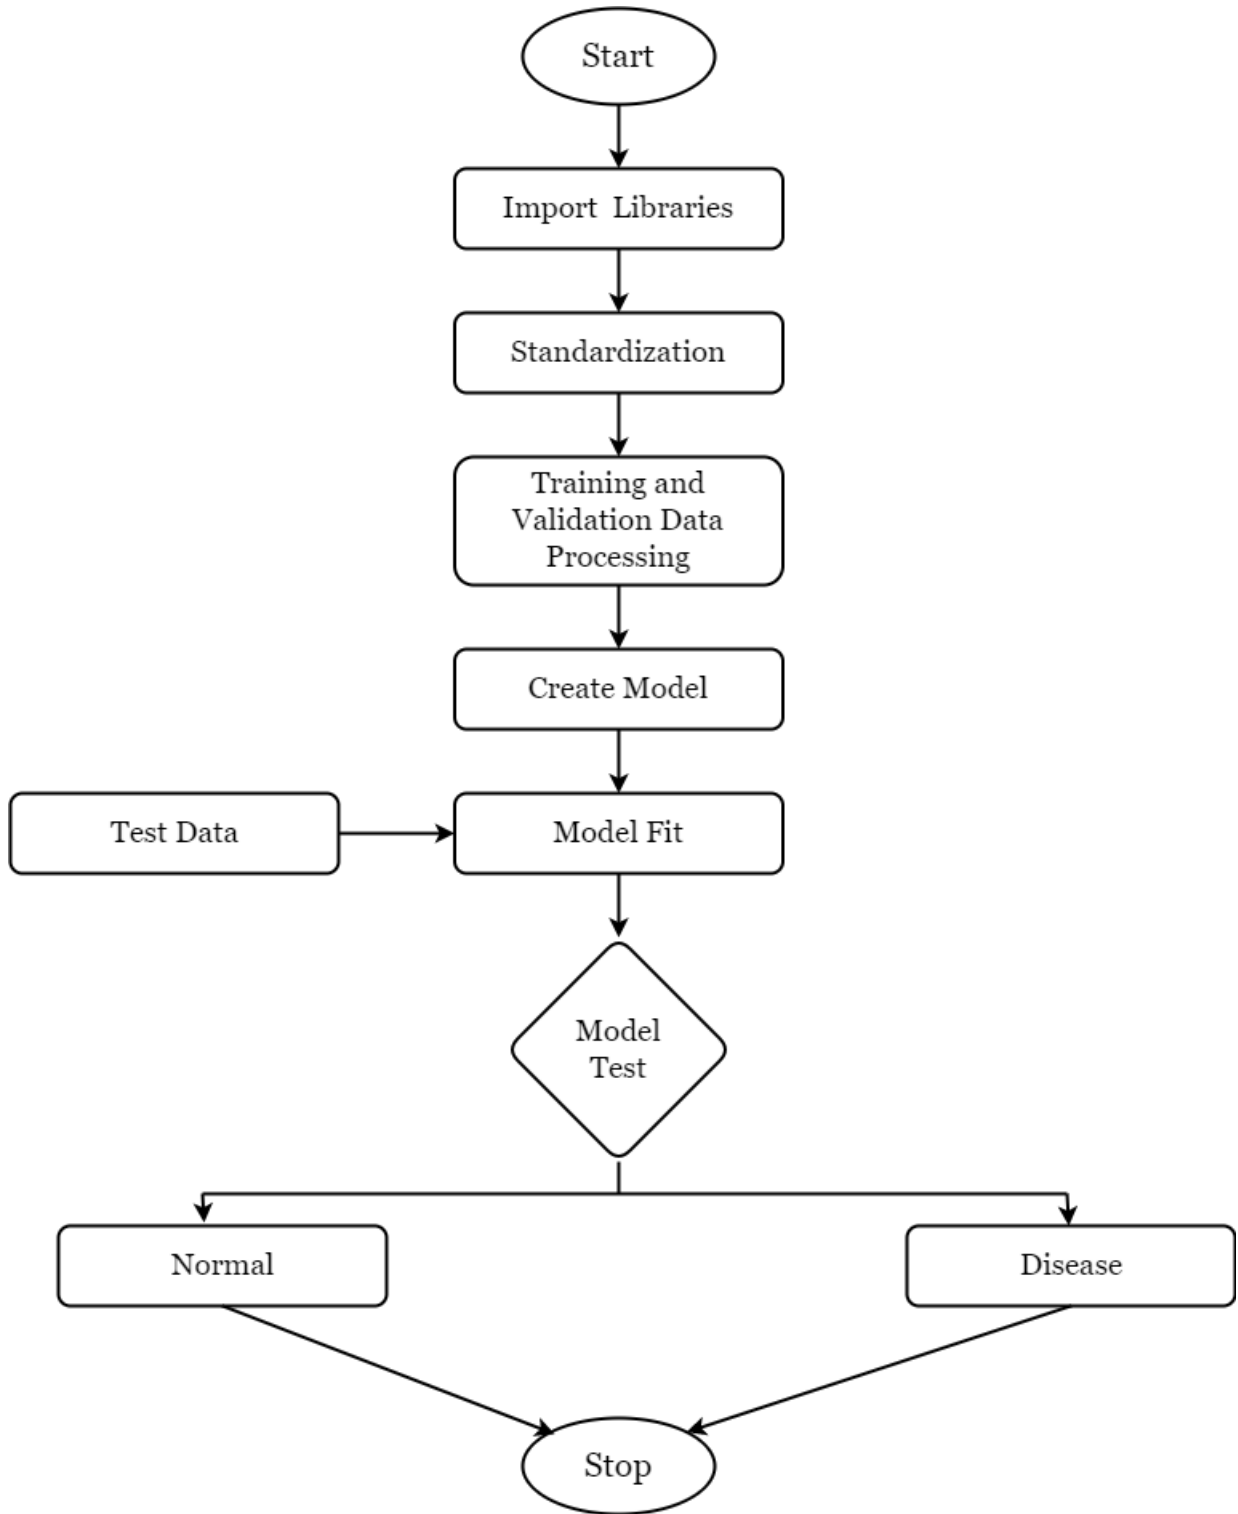 Start
Import  Libraries
Standardization
Training and
Validation Data
Processing
Create Model
Test Data
Model Fit
Model
Test
Normal
Disease
Stop